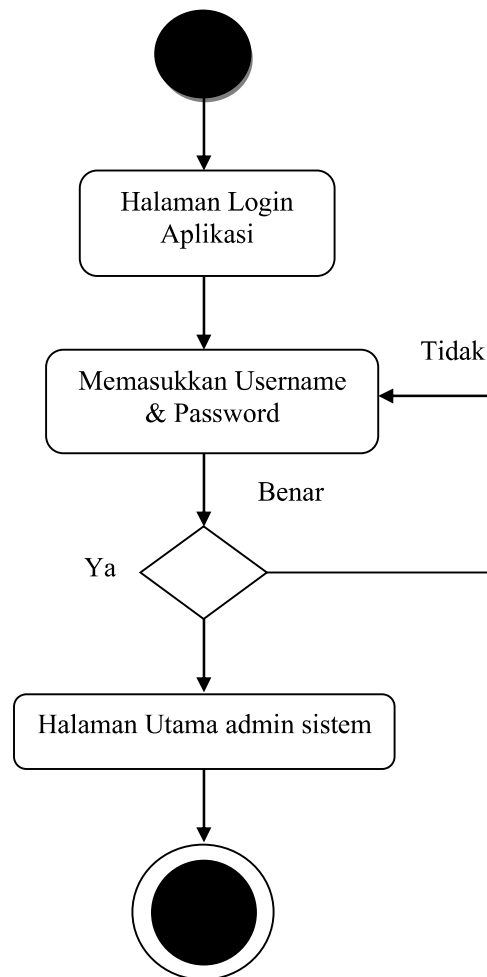 Halaman Login
Aplikasi
Tidak
Memasukkan Username
& Password
Benar
Ya
Halaman Utama admin sistem